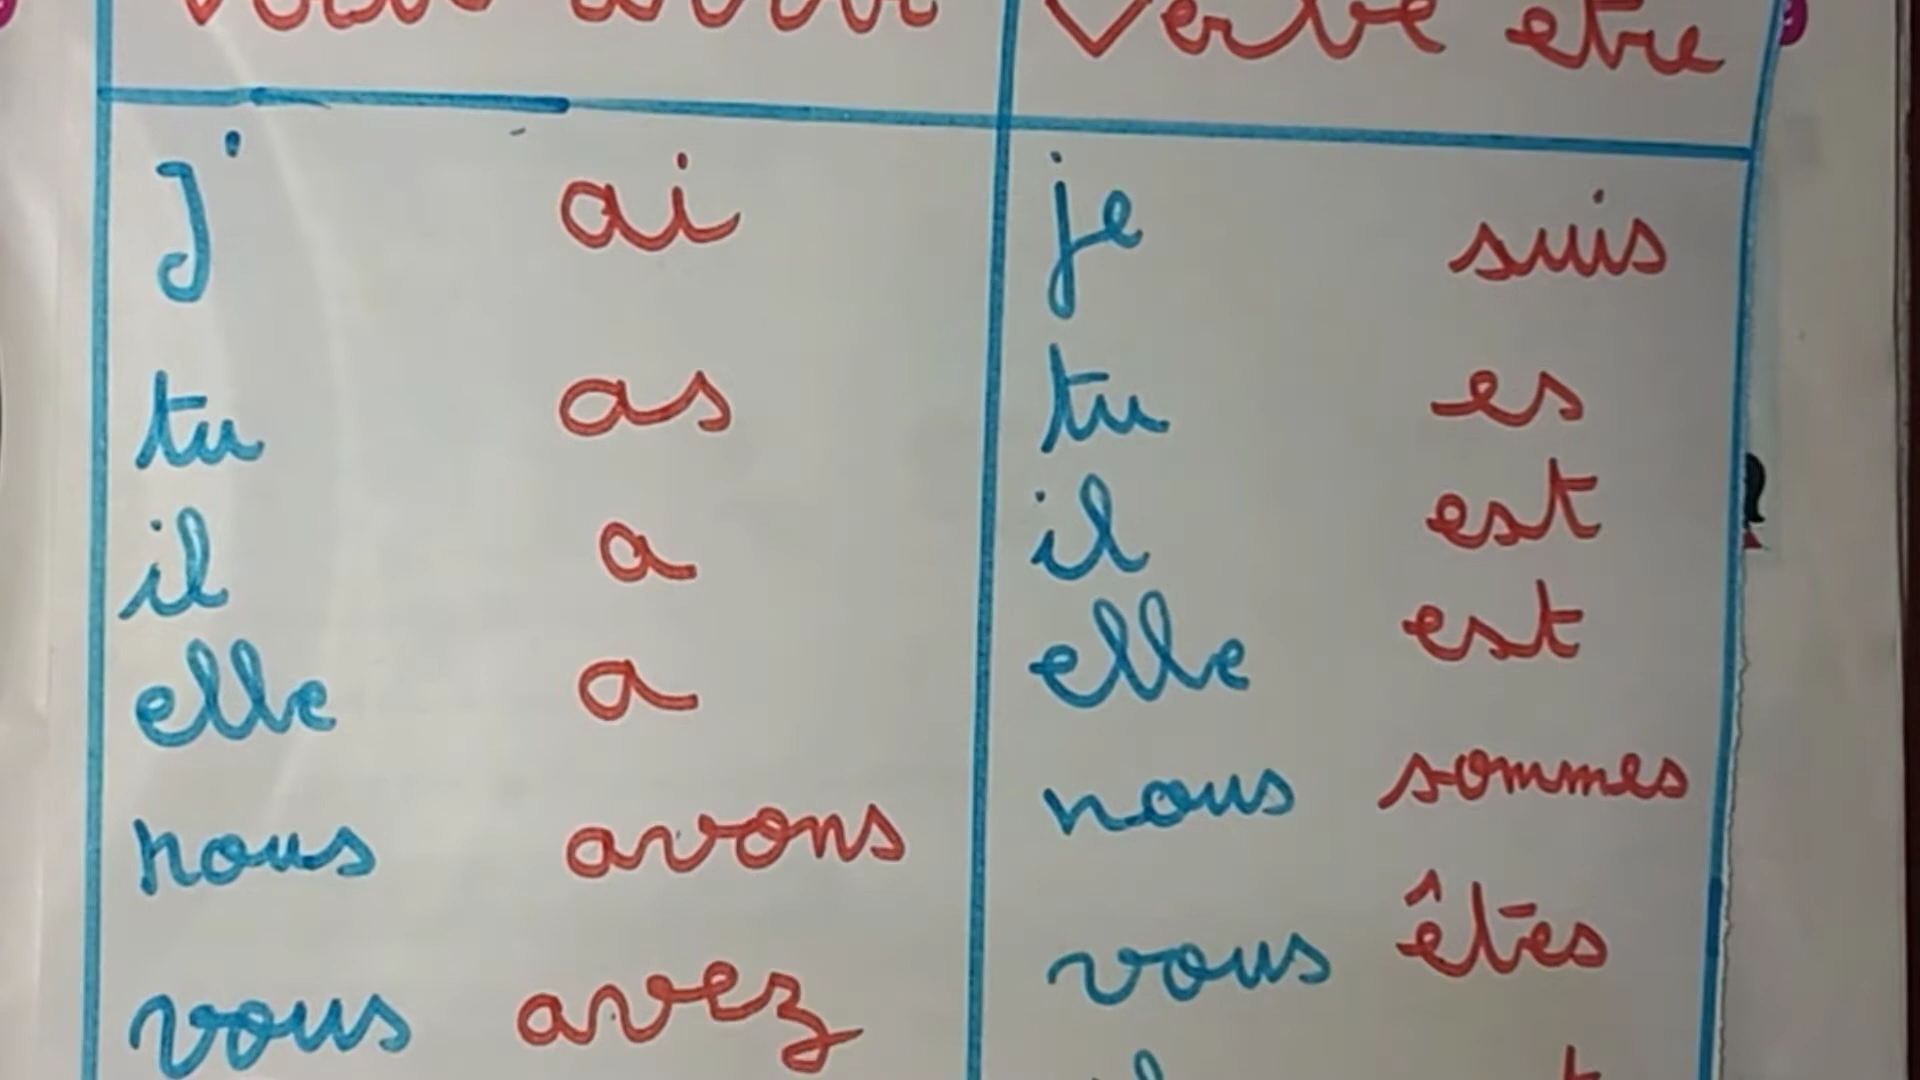 Verbe être
j' ai
tu as
il a
elle a
nous avons
vous avez
je suis
tu es
il est
elle est
nous sommes
vous êtes